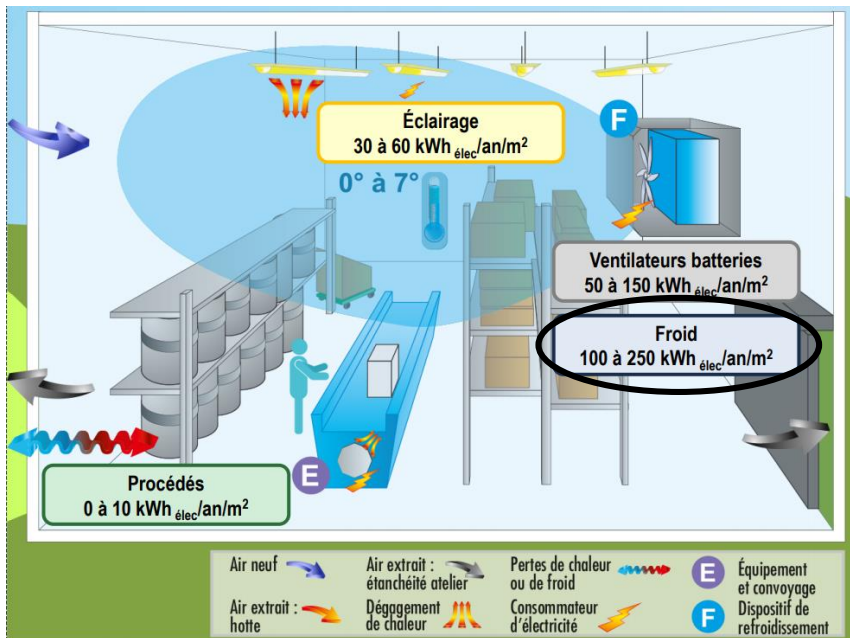 Éclairage
30 à 60 kWh élec/an/m²
F
0° à 7°
Ventilateurs batteries
50 à 150 kWh élec/an/m²
Froid
100 à 250 kWh élec/an/m²
E
Procédés
0 à 10 kWh élec/an/m²
Air neuf
Air extrait :
étanchéité atelier
Pertes de chaleur
ou de froid
E
Équipement
et convoyage
Air extrait :
hotte
Dégagement
de chaleur
Consommateur
d'électricité
F
Dispositif de
refroidissement